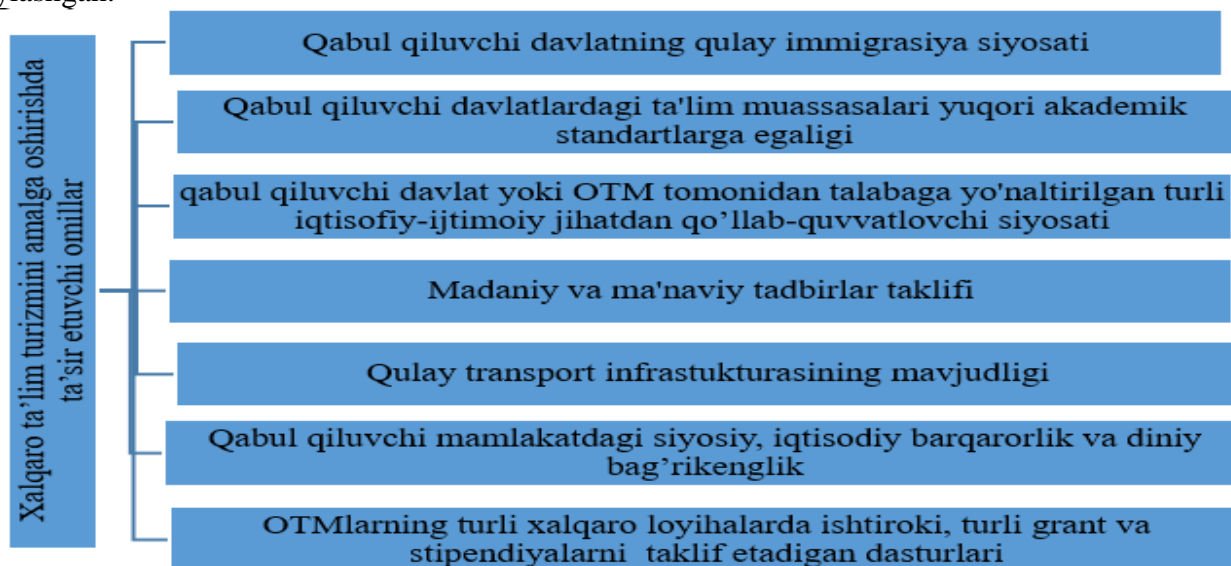 Xalqaro ta’lim turizmini amalga oshirishda
ta’sir etuvchi omillar
Qabul qiluvchi davlatning qulay immigrasiya siyosati
Qabul qiluvchi davlatlardagi ta'lim muassasalari yuqori akademik
standartlarga egaligi
qabul qiluvchi davlat yoki OTM tomonidan talabaga yo'naltirilgan turli
iqtisofiy-ijtimoiy jihatdan qo’llab-quvvatlovchi siyosati
Madaniy va ma'naviy tadbirlar taklifi
Qulay transport infrastukturasining mavjudligi
Qabul qiluvchi mamlakatdagi siyosiy, iqtisodiy barqarorlik va diniy
bag’rikenglik
OTMlarning turli xalqaro loyihalarda ishtiroki, turli grant va
stipendiyalarni taklif etadigan dasturlari